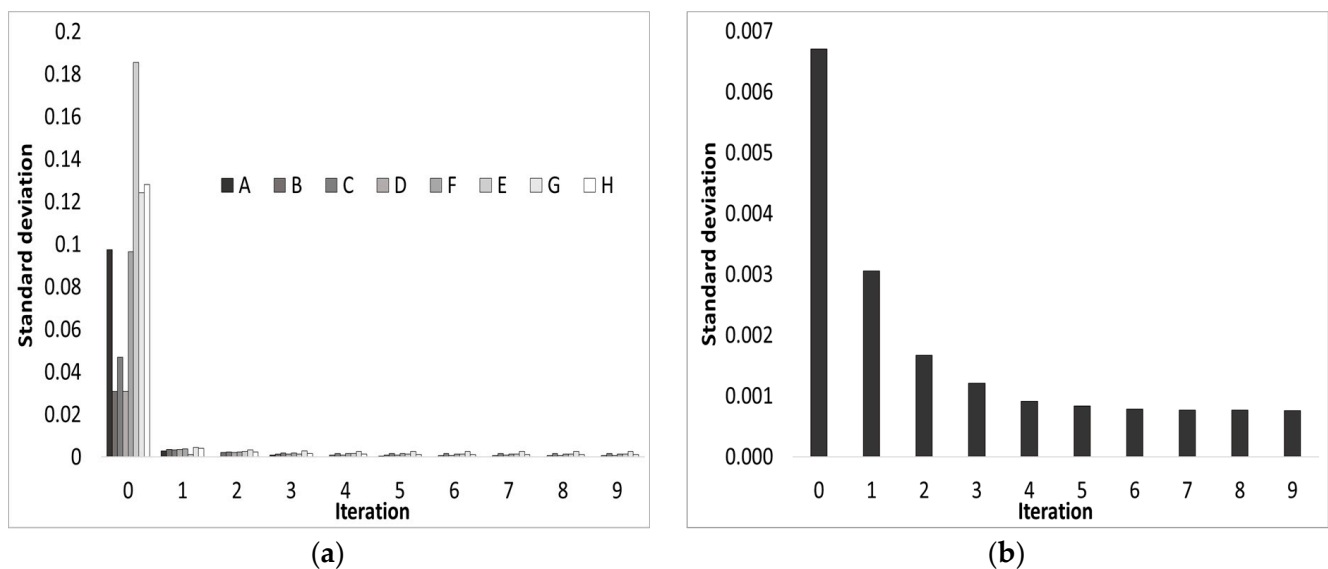 0.2
0.18
0.16
0.14
0.12
0.1
0.08
0.06
0.04
0.02
0
Standard deviation
A B C D F E G H
0 1 2 3 4 5 6 7 8 9
Iteration
(a)
0.007
0.006
0.005
0.004
0.003
0.002
0.001
0.000
Standard deviation
0 1 2 3 4 5 6 7 8 9
Iteration
(b)